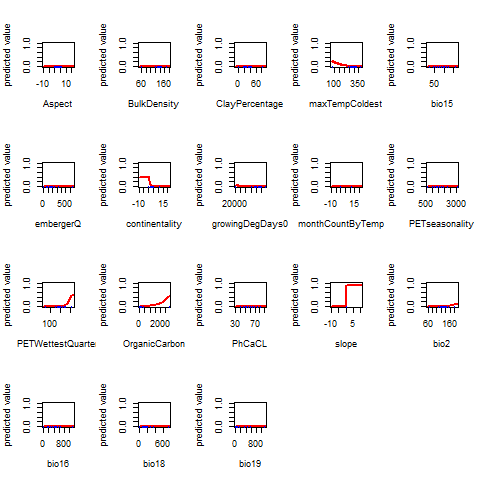 predicted value 0.0 1.0 -10 10 Aspect
predicted value 0.0 1.0 60 160 BulkDensity
predicted value 0.0 1.0 0 60 ClayPercentage
predicted value 0.0 1.0 100 350 maxTempColdest
predicted value 0.0 1.0 50 bio15
predicted value 0.0 1.0 0 500 embergerQ
predicted value 0.0 1.0 -10 15 continentality
predicted value 0.0 1.0 20000 growingDegDays0
predicted value 0.0 1.0 -10 15 monthCountByTemp
predicted value 0.0 1.0 500 3000 PETseasonality
predicted value 0.0 1.0 100 PETWettestQuarte
predicted value 0.0 1.0 0 2000 OrganicCarbon
predicted value 0.0 1.0 30 70 PhCaCL
predicted value 0.0 1.0 -10 5 slope
predicted value 0.0 1.0 60 160 bio2
predicted value 0.0 1.0 0 800 bio16
predicted value 0.0 1.0 0 600 bio18
predicted value 0.0 1.0 0 800 bio19